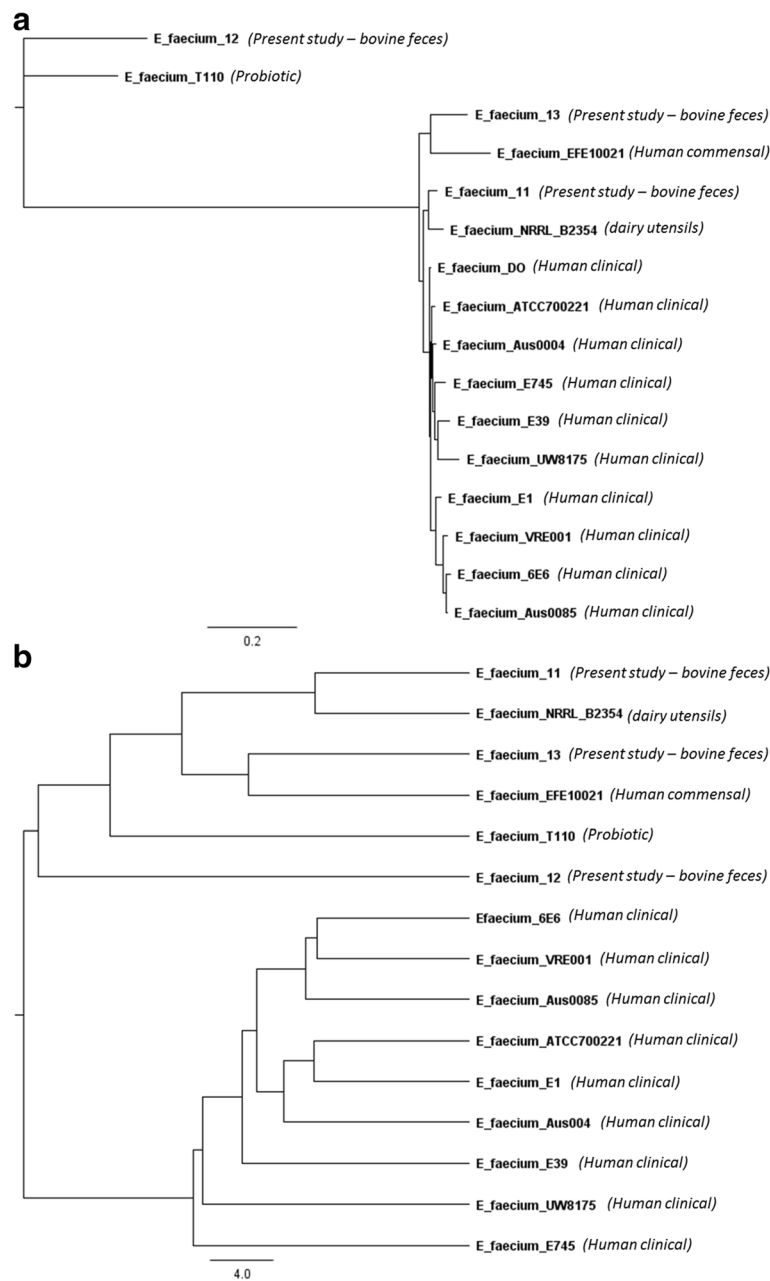 a
E_faecium_12 (Present study – bovine feces)
E_faecium_T110 (Probiotic)
E_faecium_13 (Present study – bovine feces)
E_faecium_EFE10021 (Human commensal)
E_faecium_11 (Present study – bovine feces)
E_faecium_NRRL_B2354 (dairy utensils)
E_faecium_DO (Human clinical)
E_faecium_ATCC700221 (Human clinical)
E_faecium_Aus0004 (Human clinical)
E_faecium_E745 (Human clinical)
E_faecium_E39 (Human clinical)
E_faecium_UW8175 (Human clinical)
E_faecium_E1 (Human clinical)
E_faecium_VRE001 (Human clinical)
E_faecium_6E6 (Human clinical)
E_faecium_Aus0085 (Human clinical)
0.2
b
E_faecium_11 (Present study – bovine feces)
E_faecium_NRRL_B2354 (dairy utensils)
E_faecium_13 (Present study – bovine feces)
E_faecium_EFE10021 (Human commensal)
E_faecium_T110 (Probiotic)
E_faecium_12 (Present study – bovine feces)
Efaecium_6E6 (Human clinical)
E_faecium_VRE001 (Human clinical)
E_faecium_Aus0085 (Human clinical)
E_faecium_ATCC700221 (Human clinical)
E_faecium_E1 (Human clinical)
E_faecium_Aus004 (Human clinical)
E_faecium_E39 (Human clinical)
E_faecium_UW8175 (Human clinical)
E_faecium_E745 (Human clinical)
4.0